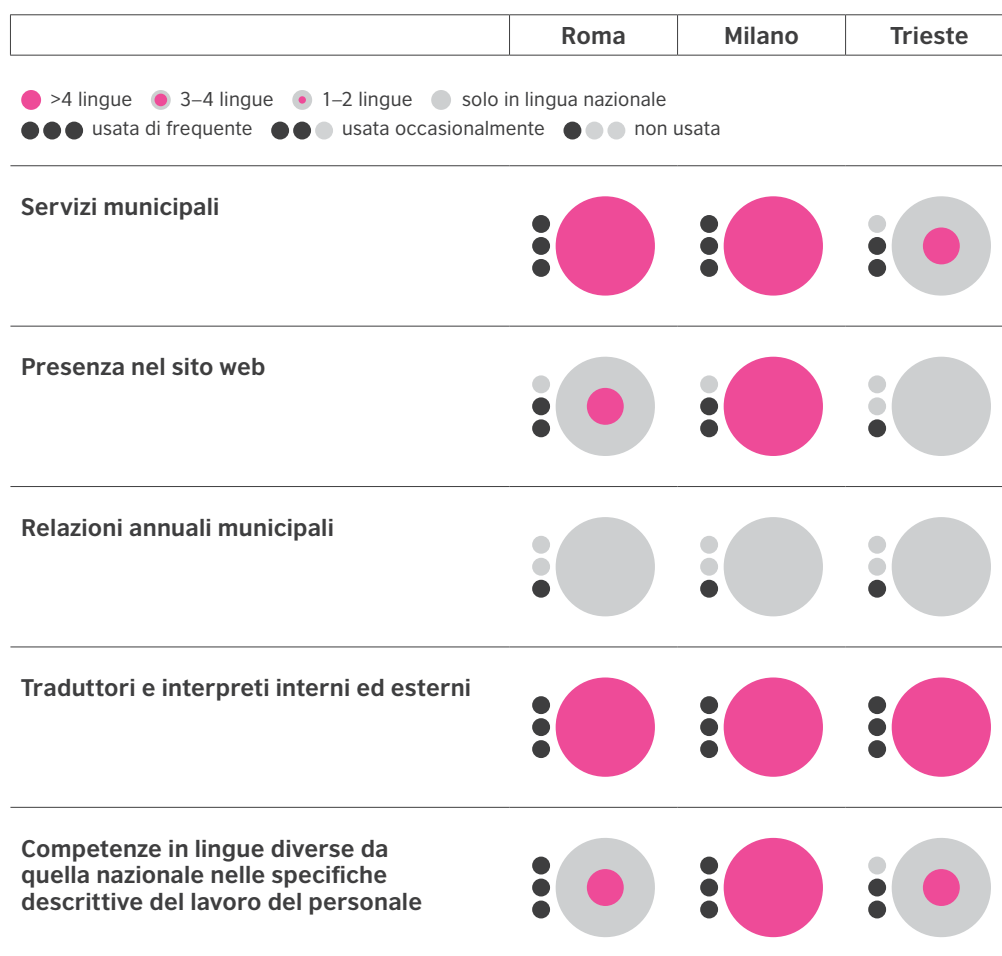 Roma Milano Trieste
>4 lingue 3–4 lingue 1–2 lingue solo in lingua nazionale
usata di frequente usata occasionalmente non usata
Servizi municipali
Presenza nel sito web
Relazioni annuali municipali
Traduttori e interpreti interni ed esterni
Competenze in lingue diverse da
quella nazionale nelle specifiche
descrittive del lavoro del personale